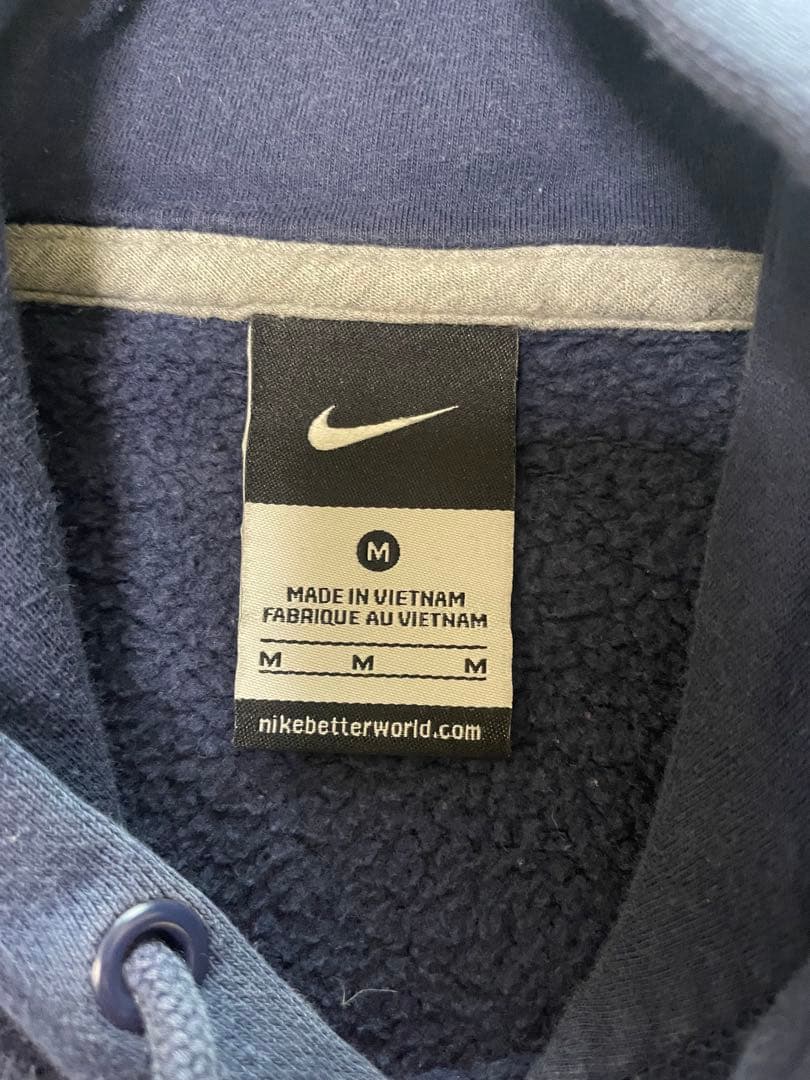 M
MADE IN VIETNAM
FABRIQUE AU VIETNAM
M M M
nikebetterworld.com